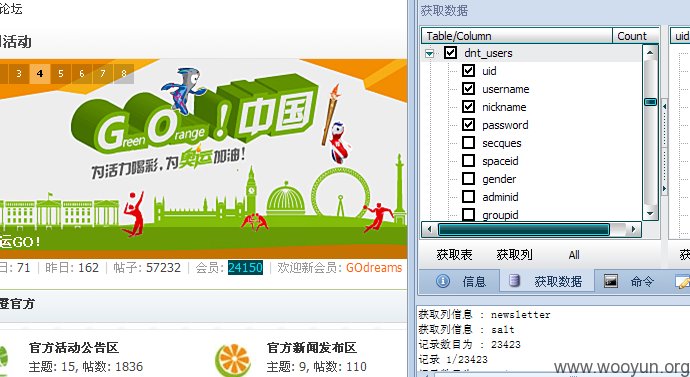 论坛
活动
3 4 5 6 7 8
GO!中国
Green Orange
为活力喝彩,为奥运加油!
运GO!
日: 71 | 昨日: 162 | 帖子: 57232 | 会员: 24150 | 欢迎新会员: GOdreams
橙官方
官方活动公告区
主题: 15, 帖数: 1836
官方新闻发布区
主题: 9, 帖数: 110
获取数据
Table/Column Count uid
dnt_users
uid
username
nickname
password
secques
spaceid
gender
adminid
groupid
获取表 获取列 All 获
信息 获取数据 命令
获取列信息 : newsletter
获取列信息 : salt
记录数目为 : 23423
记录 1/23423
www.wooyun.org